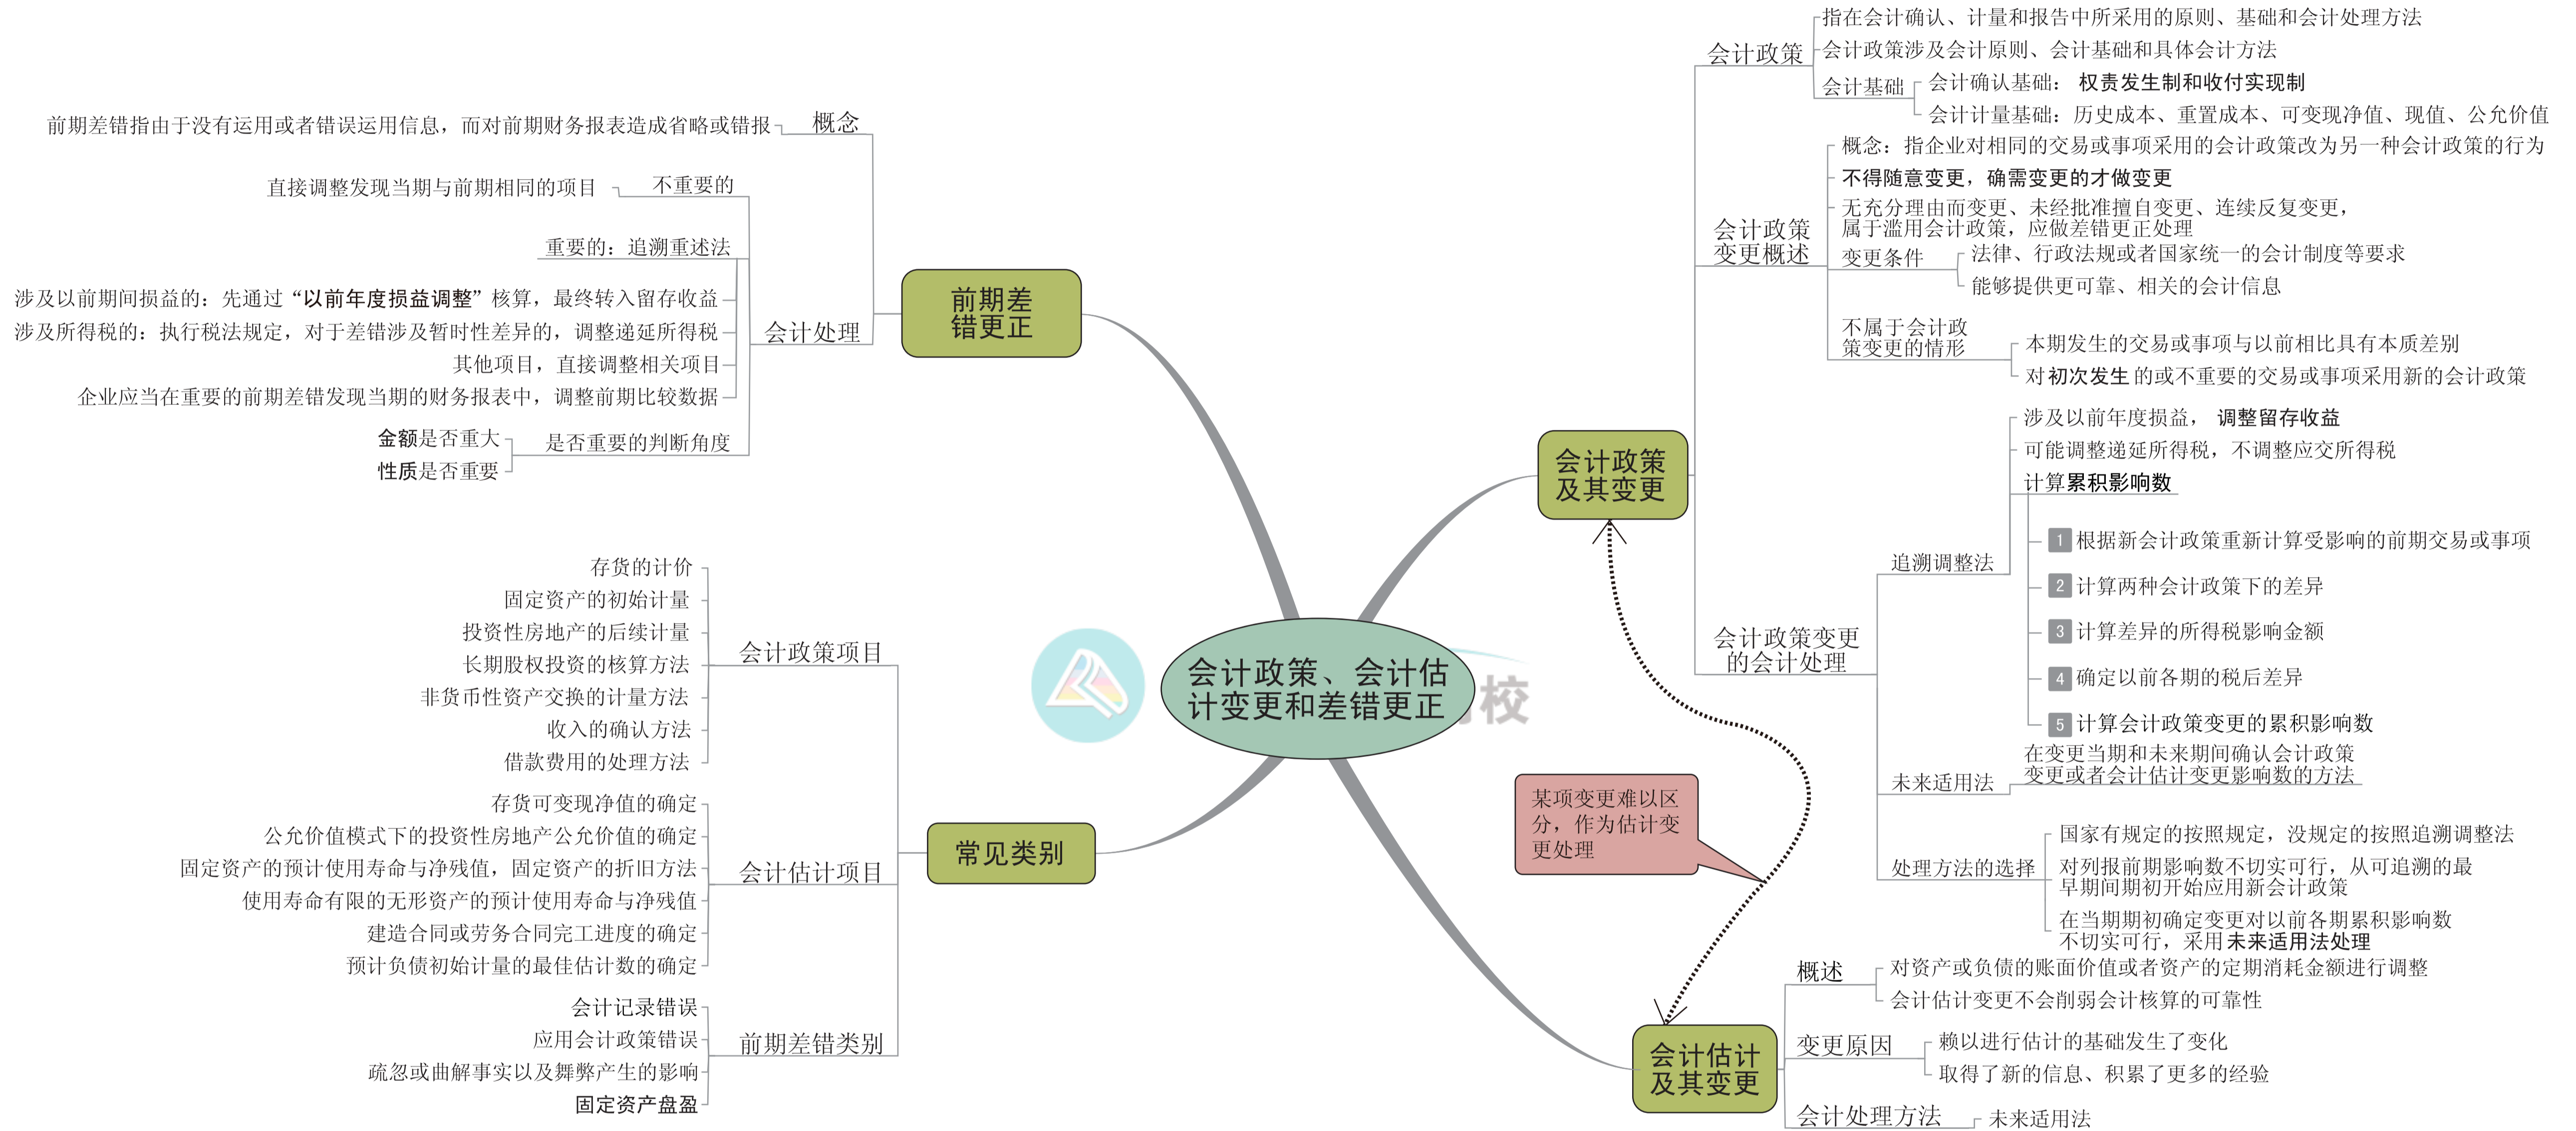 会计政策、会计估
计变更和差错更正
校
会计政策
及其变更
会计政策
指在会计确认、计量和报告中所采用的原则、基础和会计处理方法
会计政策涉及会计原则、会计基础和具体会计方法
会计基础
会计确认基础：权责发生制和收付实现制
会计计量基础：历史成本、重置成本、可变现净值、现值、公允价值
会计政策
变更概述
概念：指企业对相同的交易或事项采用的会计政策改为另一种会计政策的行为
不得随意变更，确需变更的才做变更
无充分理由而变更、未经批准擅自变更、连续反复变更，
属于滥用会计政策，应做差错更正处理
变更条件
法律、行政法规或者国家统一的会计制度等要求
能够提供更可靠、相关的会计信息
不属于会计政
策变更的情形
本期发生的交易或事项与以前相比具有本质差别
对初次发生的或不重要的交易或事项采用新的会计政策
会计政策变更
的会计处理
追溯调整法
涉及以前年度损益，调整留存收益
可能调整递延所得税，不调整应交所得税
计算累积影响数
1 根据新会计政策重新计算受影响的前期交易或事项
2 计算两种会计政策下的差异
3 计算差异的所得税影响金额
4 确定以前各期的税后差异
5 计算会计政策变更的累积影响数
未来适用法
在变更当期和未来期间确认会计政策
变更或者会计估计变更影响数的方法
处理方法的选择
国家有规定的按照规定，没规定的按照追溯调整法
对列报前期影响数不切实可行，从可追溯的最
早期间期初开始应用新会计政策
在当期期初确定变更对以前各期累积影响数
不切实可行，采用未来适用法处理
某项变更难以区
分，作为估计变
更处理
会计估计
及其变更
概述
对资产或负债的账面价值或者资产的定期消耗金额进行调整
会计估计变更不会削弱会计核算的可靠性
变更原因
赖以进行估计的基础发生了变化
取得了新的信息、积累了更多的经验
会计处理方法
未来适用法
前期差
错更正
概念
前期差错指由于没有运用或者错误运用信息，而对前期财务报表造成省略或错报
会计处理
不重要的
直接调整发现当期与前期相同的项目
重要的：追溯重述法
涉及以前期间损益的：先通过“以前年度损益调整”核算，最终转入留存收益
涉及所得税的：执行税法规定，对于差错涉及暂时性差异的，调整递延所得税
其他项目，直接调整相关项目
企业应当在重要的前期差错发现当期的财务报表中，调整前期比较数据
是否重要的判断角度
金额是否重大
性质是否重要
常见类别
会计政策项目
存货的计价
固定资产的初始计量
投资性房地产的后续计量
长期股权投资的核算方法
非货币性资产交换的计量方法
收入的确认方法
借款费用的处理方法
会计估计项目
存货可变现净值的确定
公允价值模式下的投资性房地产公允价值的确定
固定资产的预计使用寿命与净残值，固定资产的折旧方法
使用寿命有限的无形资产的预计使用寿命与净残值
建造合同或劳务合同完工进度的确定
预计负债初始计量的最佳估计数的确定
前期差错类别
会计记录错误
应用会计政策错误
疏忽或曲解事实以及舞弊产生的影响
固定资产盘盈